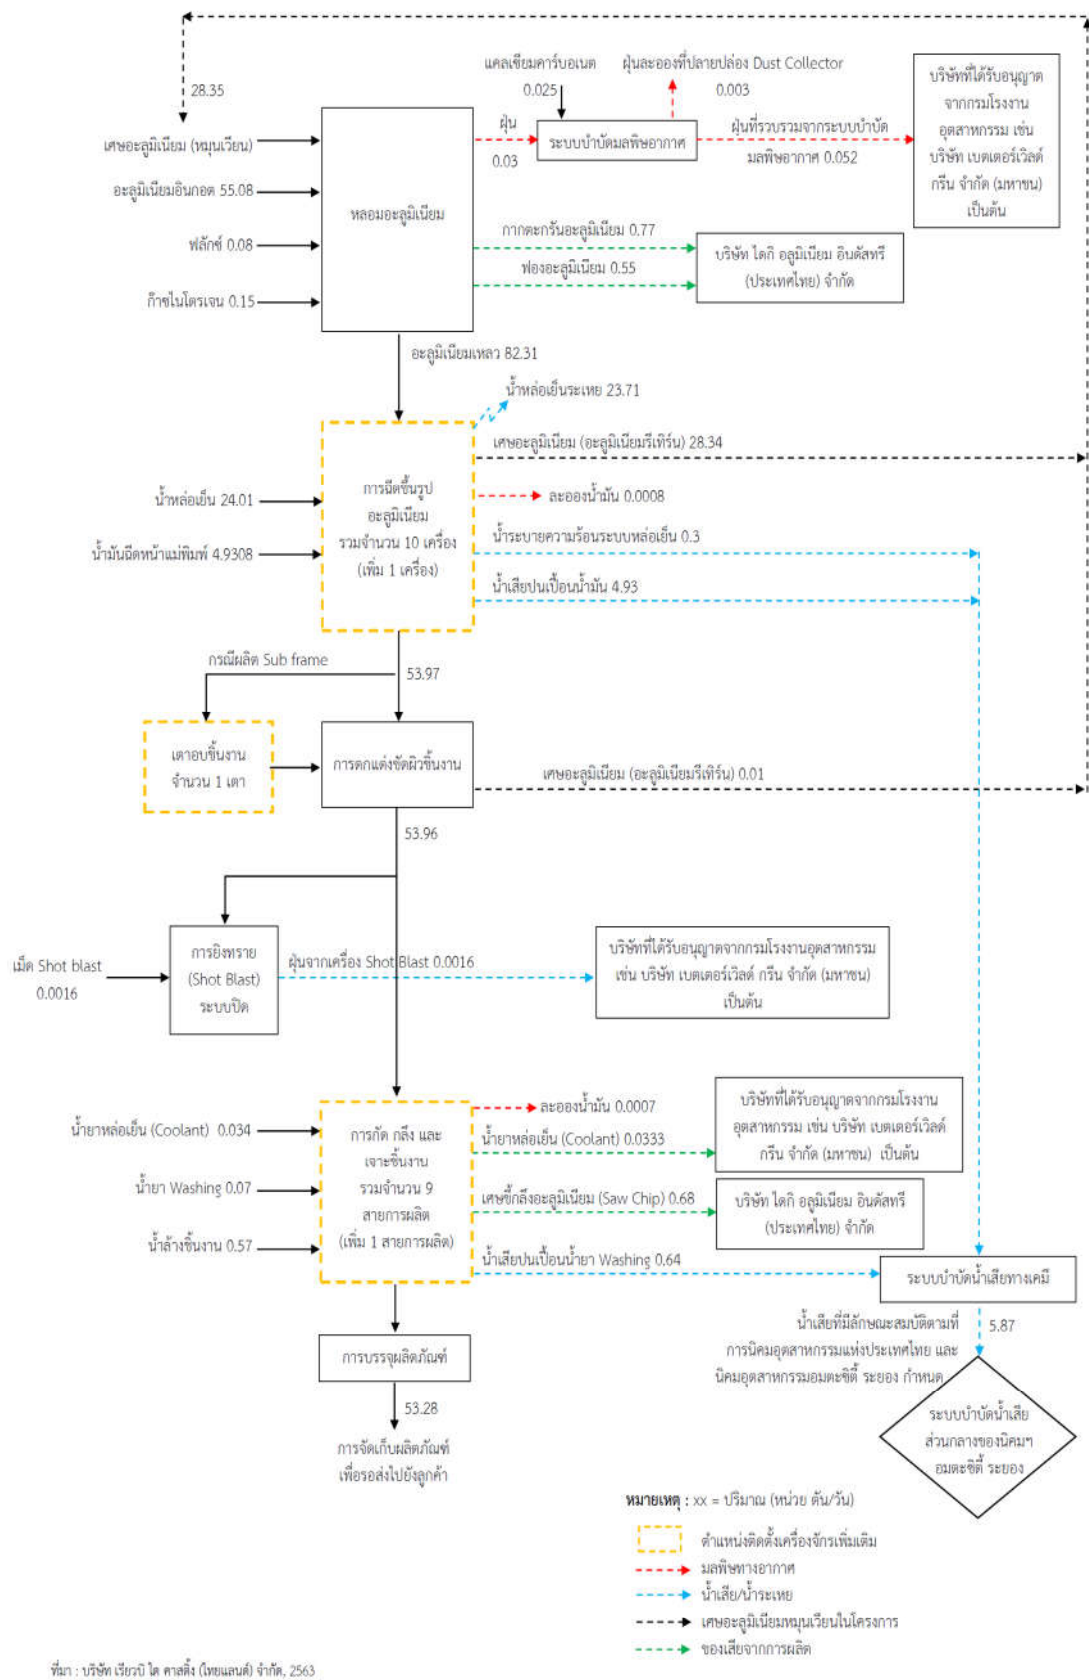 แคลเซียมคาร์บอเนต
0.025
ฝุ่นละอองที่ปลายปล่อง Dust Collector
0.003
บริษัทที่ได้รับอนุญาต
จากกรมโรงงาน
อุตสาหกรรม เช่น
บริษัท เบตเตอร์เวิลด์
กรีน จำกัด (มหาชน)
เป็นต้น
28.35
เศษอะลูมิเนียม (หมุนเวียน)
อะลูมิเนียมอินกอต 55.08
ฟลักซ์ 0.08
ก๊าซไนโตรเจน 0.15
หลอมอะลูมิเนียม
ฝุ่น
0.03
ระบบบำบัดมลพิษอากาศ
ฝุ่นที่รวบรวมจากระบบบำบัด
มลพิษอากาศ 0.052
กากตะกรันอะลูมิเนียม 0.77
ฟองอะลูมิเนียม 0.55
บริษัท ไดกิ อลูมิเนียม อินดัสทรี
(ประเทศไทย) จำกัด
อะลูมิเนียมเหลว 82.31
น้ำหล่อเย็นระเหย 23.71
เศษอะลูมิเนียม (อะลูมิเนียมรีเทิร์น) 28.34
น้ำหล่อเย็น 24.01
น้ำมันฉีดหน้าแม่พิมพ์ 4.9308
การฉีดขึ้นรูป
อะลูมิเนียม
รวมจำนวน 10 เครื่อง
(เพิ่ม 1 เครื่อง)
ละอองน้ำมัน 0.0008
น้ำระบายความร้อนระบบหล่อเย็น 0.3
น้ำเสียปนเปื้อนน้ำมัน 4.93
กรณีผลิต Sub frame
53.97
เตาอบชิ้นงาน
จำนวน 1 เตา
การตกแต่งขัดผิวชิ้นงาน
เศษอะลูมิเนียม (อะลูมิเนียมรีเทิร์น) 0.01
53.96
เม็ด Shot blast
0.0016
การยิงทราย
(Shot Blast)
ระบบปิด
ฝุ่นจากเครื่อง Shot Blast 0.0016
บริษัทที่ได้รับอนุญาตจากกรมโรงงานอุตสาหกรรม
เช่น บริษัท เบตเตอร์เวิลด์ กรีน จำกัด (มหาชน)
เป็นต้น
น้ำยาหล่อเย็น (Coolant) 0.034
น้ำยา Washing 0.07
น้ำล้างชิ้นงาน 0.57
การกัด กลึง และ
เจาะชิ้นงาน
รวมจำนวน 9
สายการผลิต
(เพิ่ม 1 สายการผลิต)
ละอองน้ำมัน 0.0007
น้ำยาหล่อเย็น (Coolant) 0.0333
บริษัทที่ได้รับอนุญาตจากกรมโรงงาน
อุตสาหกรรม เช่น บริษัท เบตเตอร์เวิลด์
กรีน จำกัด (มหาชน) เป็นต้น
เศษขี้กลึงอะลูมิเนียม (Saw Chip) 0.68
บริษัท ไดกิ อลูมิเนียม อินดัสทรี
(ประเทศไทย) จำกัด
น้ำเสียปนเปื้อนน้ำยา Washing 0.64
ระบบบำบัดน้ำเสียทางเคมี
น้ำเสียที่มีลักษณะสมบัติตามที่
การนิคมอุตสาหกรรมแห่งประเทศไทย และ
นิคมอุตสาหกรรมอมตะซิตี้ ระยอง กำหนด
5.87
การบรรจุผลิตภัณฑ์
53.28
การจัดเก็บผลิตภัณฑ์
เพื่อรอส่งไปยังลูกค้า
ระบบบำบัดน้ำเสีย
ส่วนกลางของนิคมฯ
อมตะซิตี้ ระยอง
หมายเหตุ : xx = ปริมาณ (หน่วย ตัน/วัน)
ตำแหน่งติดตั้งเครื่องจักรเพิ่มเติม
มลพิษทางอากาศ
น้ำเสีย/น้ำระเหย
เศษอะลูมิเนียมหมุนเวียนในโครงการ
ของเสียจากการผลิต
ที่มา : บริษัท เรียวบิ ได คาสติ้ง (ไทยแลนด์) จำกัด, 2563